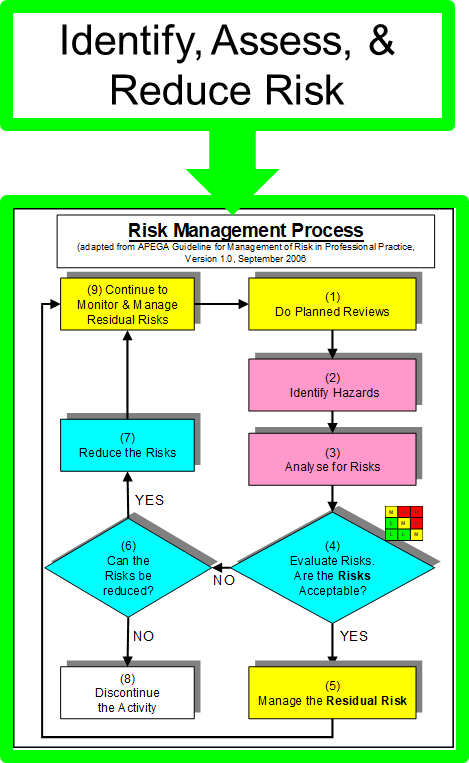 Identify, Assess, &
Reduce Risk
Risk Management Process
(adapted from APEGA Guideline for Management of Risk in Professional Practice,
Version 1.0, September 2006
(9) Continue to
Monitor & Manage
Residual Risks
(1)
Do Planned Reviews
(2)
Identify Hazards
(7)
Reduce the Risks
(3)
Analyse for Risks
YES
M
L M
L L M
(6)
Can the
Risks be
reduced?
NO
(4)
Evaluate Risks.
Are the Risks
Acceptable?
NO
YES
(8)
Discontinue
the Activity
(5)
Manage the Residual Risk